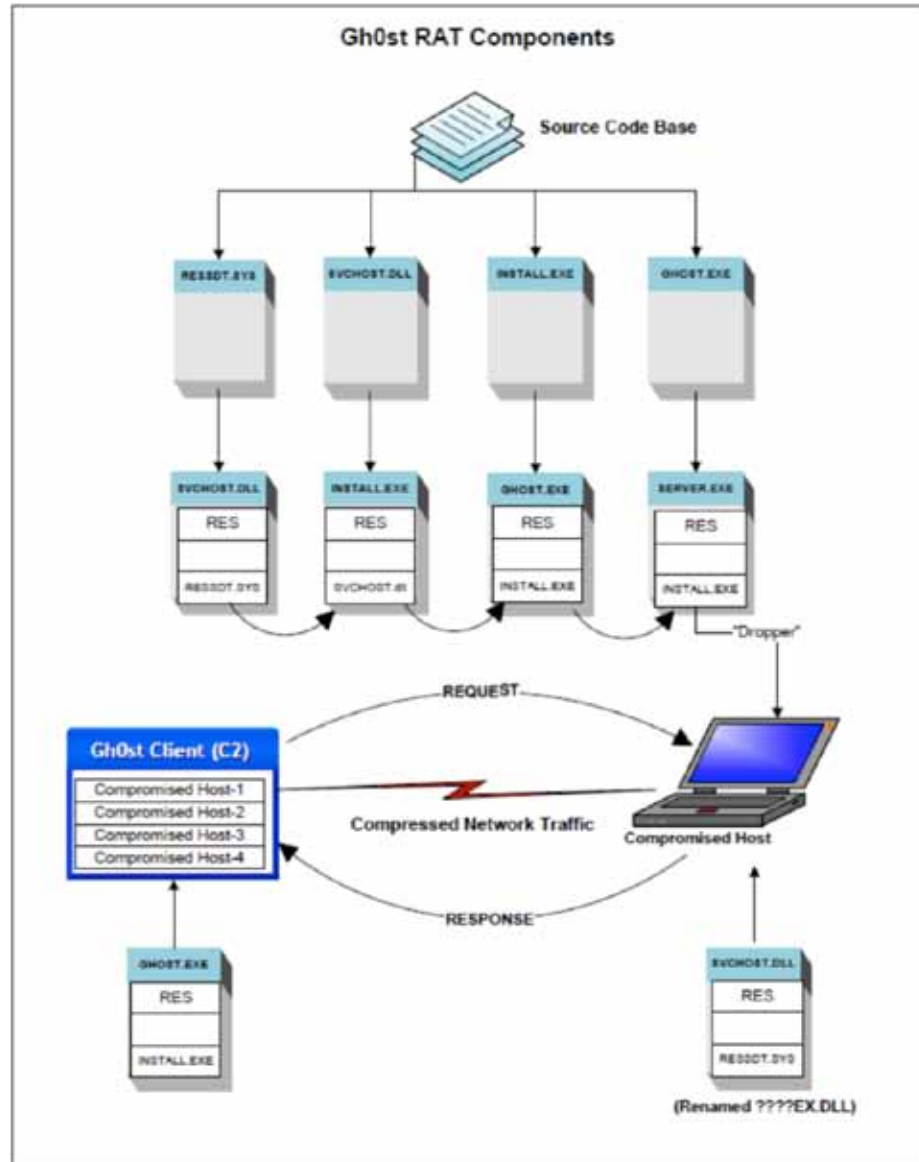 Gh0st RAT Components
Source Code Base
RESSDT.SYS
SVCHOST.DLL
INSTALL.EXE
GHOST.EXE
SVCHOST.DLL
RES
RESSDT.SYS
INSTALL.EXE
RES
SVCHOST.dll
GHOST.EXE
RES
INSTALL.EXE
SERVER.EXE
RES
INSTALL.EXE
"Dropper"
REQUEST
Gh0st Client (C2)
Compromised Host-1
Compromised Host-2
Compromised Host-3
Compromised Host-4
Compressed Network Traffic
Compromised Host
RESPONSE
GHOST.EXE
RES
INSTALL.EXE
SVCHOST.DLL
RES
RESSDT.SYS
(Renamed ????EX.DLL)